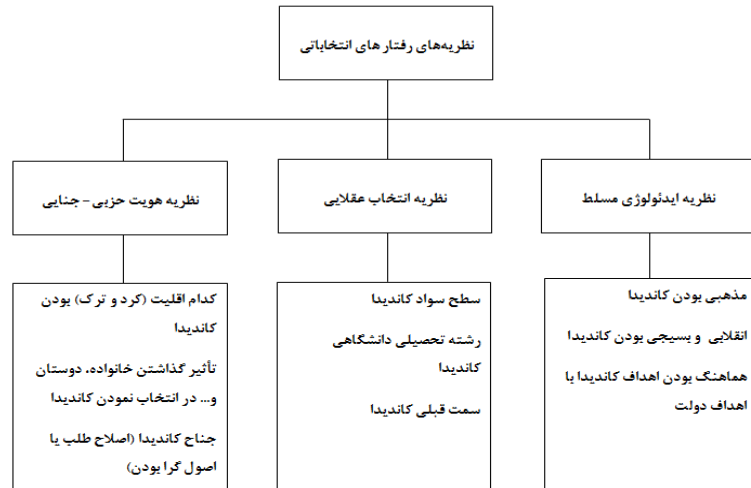 نظریه‌های رفتار های انتخاباتی
نظریه ایدئولوژی مسلط
نظریه انتخاب عقلایی
نظریه هویت حزبی - جنایی
مذهبی بودن کاندیدا
انقلابی و بسیجی بودن کاندیدا
هماهنگ بودن اهداف کاندیدا با
اهداف دولت
سطح سواد کاندیدا
رشته تحصیلی دانشگاهی
کاندیدا
سمت قبلی کاندیدا
کدام اقلیت (کرد و ترک) بودن
کاندیدا
تأثیر گذاشتن خانواده، دوستان
و... در انتخاب نمودن کاندیدا
جناح کاندیدا (اصلاح طلب یا
اصول گرا بودن)